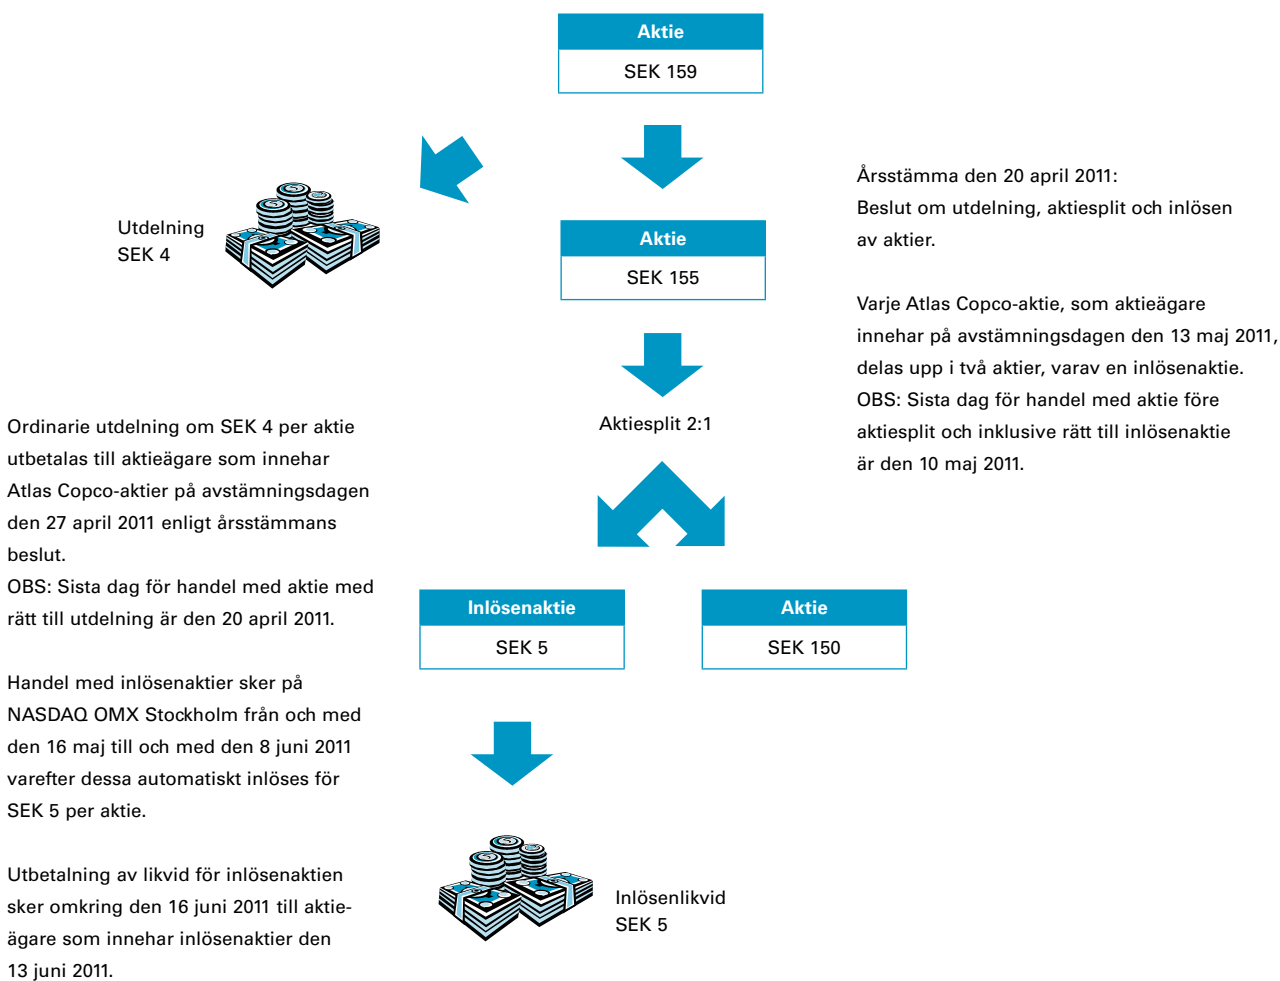 Aktie
SEK 159
Utdelning
SEK 4
Aktie
SEK 155
Årsstämma den 20 april 2011:
Beslut om utdelning, aktiesplit och inlösen
av aktier.
Varje Atlas Copco-aktie, som aktieägare
innehar på avstämningsdagen den 13 maj 2011,
delas upp i två aktier, varav en inlösenaktie.
OBS: Sista dag för handel med aktie före
aktiesplit och inklusive rätt till inlösenaktie
är den 10 maj 2011.
Aktiesplit 2:1
Ordinarie utdelning om SEK 4 per aktie
utbetalas till aktieägare som innehar
Atlas Copco-aktier på avstämningsdagen
den 27 april 2011 enligt årsstämmans
beslut.
OBS: Sista dag för handel med aktie med
rätt till utdelning är den 20 april 2011.
Inlösenaktie
SEK 5
Aktie
SEK 150
Handel med inlösenaktier sker på
NASDAQ OMX Stockholm från och med
den 16 maj till och med den 8 juni 2011
varefter dessa automatiskt inlöses för
SEK 5 per aktie.
Utbetalning av likvid för inlösenaktien
sker omkring den 16 juni 2011 till aktie-
ägare som innehar inlösenaktier den
13 juni 2011.
Inlösenlikvid
SEK 5